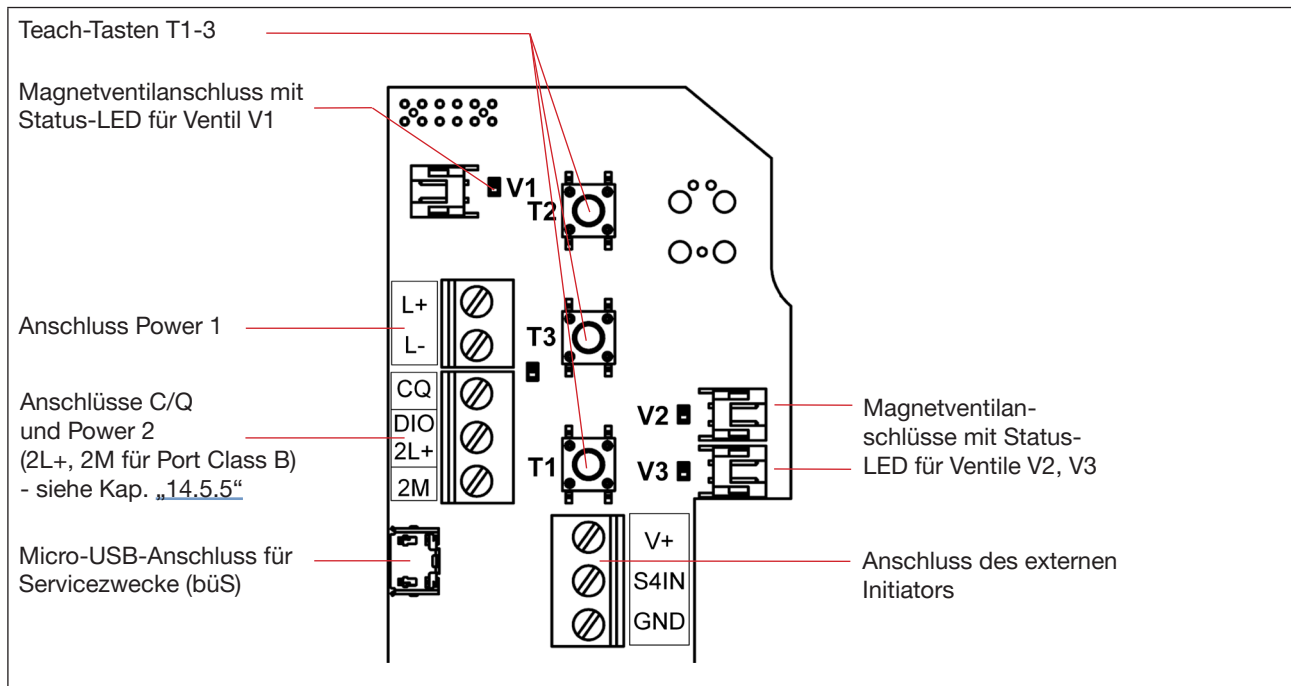 Teach-Tasten T1-3
Magnetventilanschluss mit
Status-LED für Ventil V1
Anschluss Power 1
Anschlüsse C/Q
und Power 2
(2L+, 2M für Port Class B)
- siehe Kap. „14.5.5“
Micro-USB-Anschluss für
Servicezwecke (büS)
V1
T2
L+
L-
T3
CQ
DIO
2L+
2M
T1
V2
V3
V+
S4IN
GND
Magnetventilan-
schlüsse mit Status-
LED für Ventile V2, V3
Anschluss des externen
Initiators